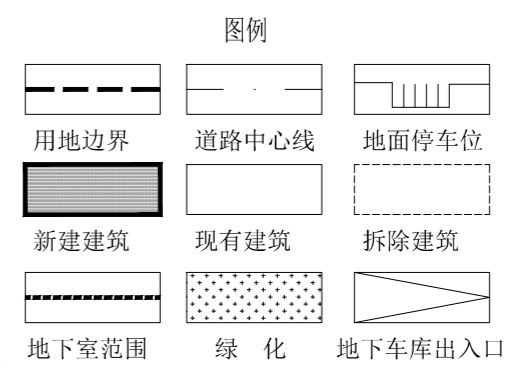 图例
用地边界 道路中心线 地面停车位
新建建筑 现有建筑 拆除建筑
地下室范围 绿 化 地下车库出入口